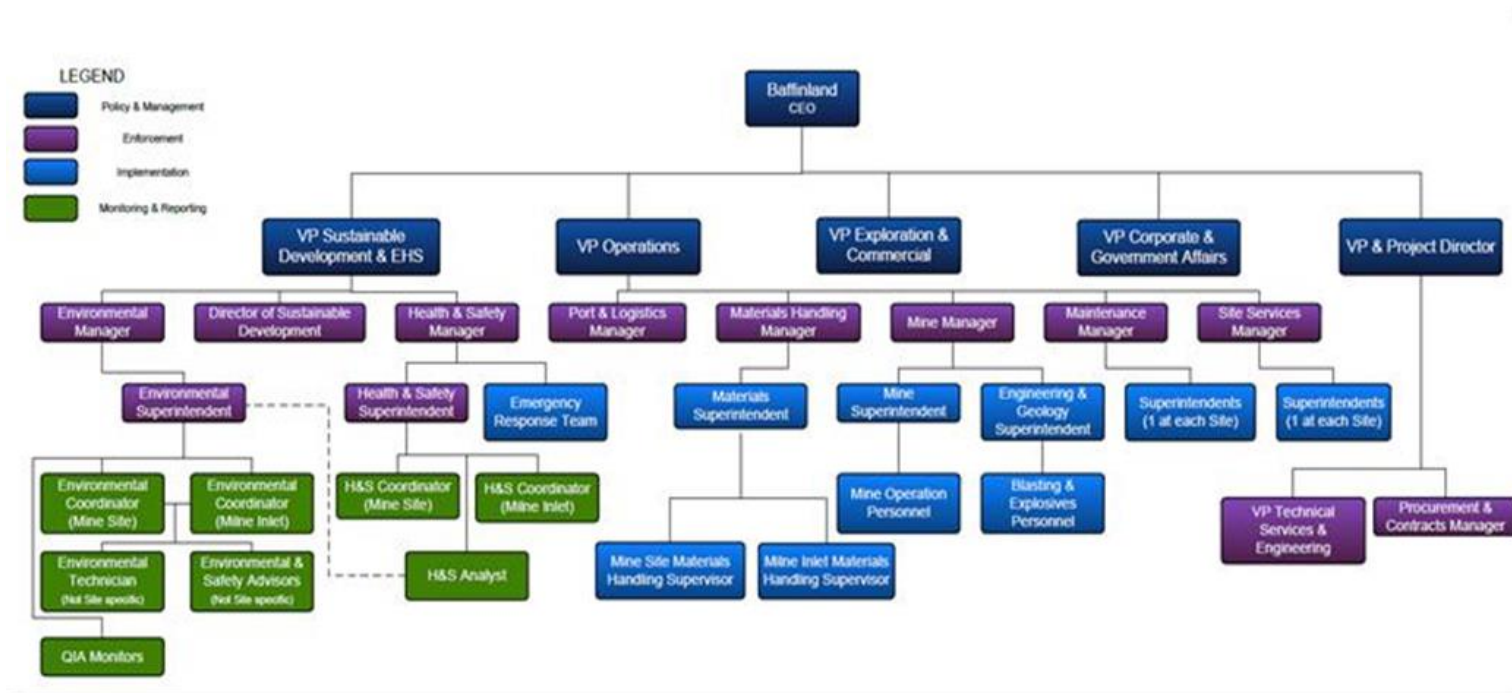 LEGEND
Policy & Management
Enforcement
Implementation
Monitoring & Reporting
Baffinland
CEO
VP Sustainable
Development & EHS
VP Operations
VP Exploration &
Commercial
VP Corporate &
Government Affairs
VP & Project Director
Environmental
Manager
Director of Sustainable
Development
Health & Safety
Manager
Port & Logistics
Manager
Materials Handling
Manager
Mine Manager
Maintenance
Manager
Site Services
Manager
Environmental
Superintendent
Health & Safety
Superintendent
Emergency
Response Team
Materials
Superintendent
Mine
Superintendent
Engineering &
Geology
Superintendent
Superintendents
(1 at each Site)
Superintendents
(1 at each Site)
Environmental
Coordinator
(Mine Site)
Environmental
Coordinator
(Milne Inlet)
H&S Coordinator
(Mine Site)
H&S Coordinator
(Milne Inlet)
Mine Operation
Personnel
Blasting &
Explosives
Personnel
VP Technical
Services &
Engineering
Procurement &
Contracts Manager
Environmental
Technician
(Not Site specific)
Environmental &
Safety Advisors
(Not Site specific)
H&S Analyst
Mine Site Materials
Handling Supervisor
Milne Inlet Materials
Handling Supervisor
QIA Monitors